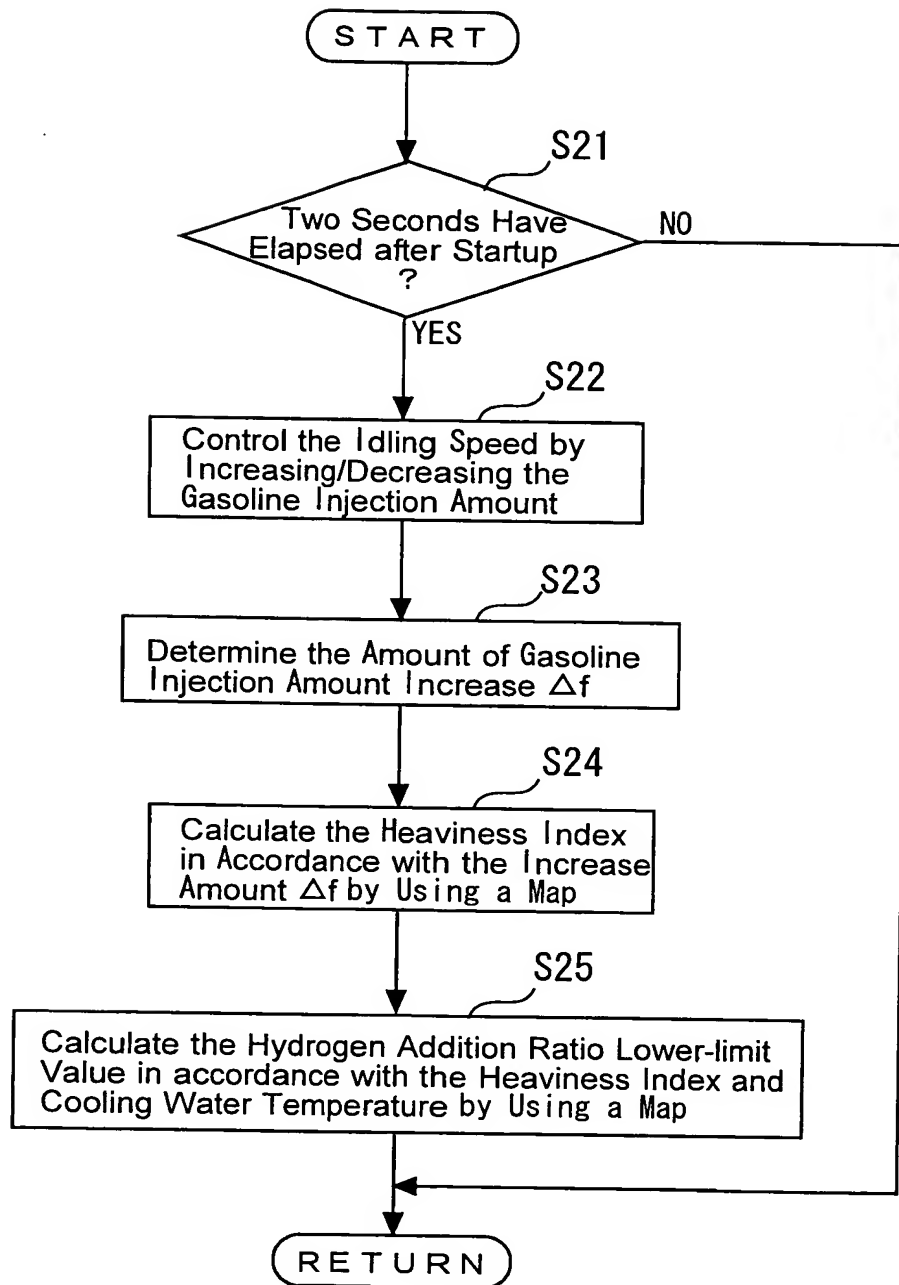 START
S21
Two Seconds Have
Elapsed after Startup
?
NO
YES
S22
Control the Idling Speed by
Increasing/Decreasing the
Gasoline Injection Amount
S23
Determine the Amount of Gasoline
Injection Amount Increase △f
S24
Calculate the Heaviness Index
in Accordance with the Increase
Amount △f by Using a Map
S25
Calculate the Hydrogen Addition Ratio Lower-limit
Value in accordance with the Heaviness Index and
Cooling Water Temperature by Using a Map
RETURN